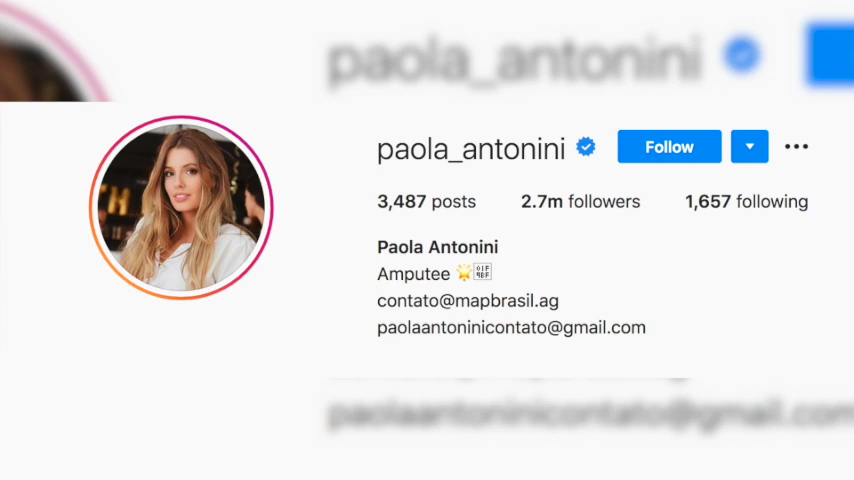 paola_antonini
paola_antonini Follow
3,487 posts 2.7m followers 1,657 following
Paola Antonini
Amputee 🌟
contato@mapbrasil.ag
paolaantoninicontato@gmail.com
paolaantoninicontato@gmail.com